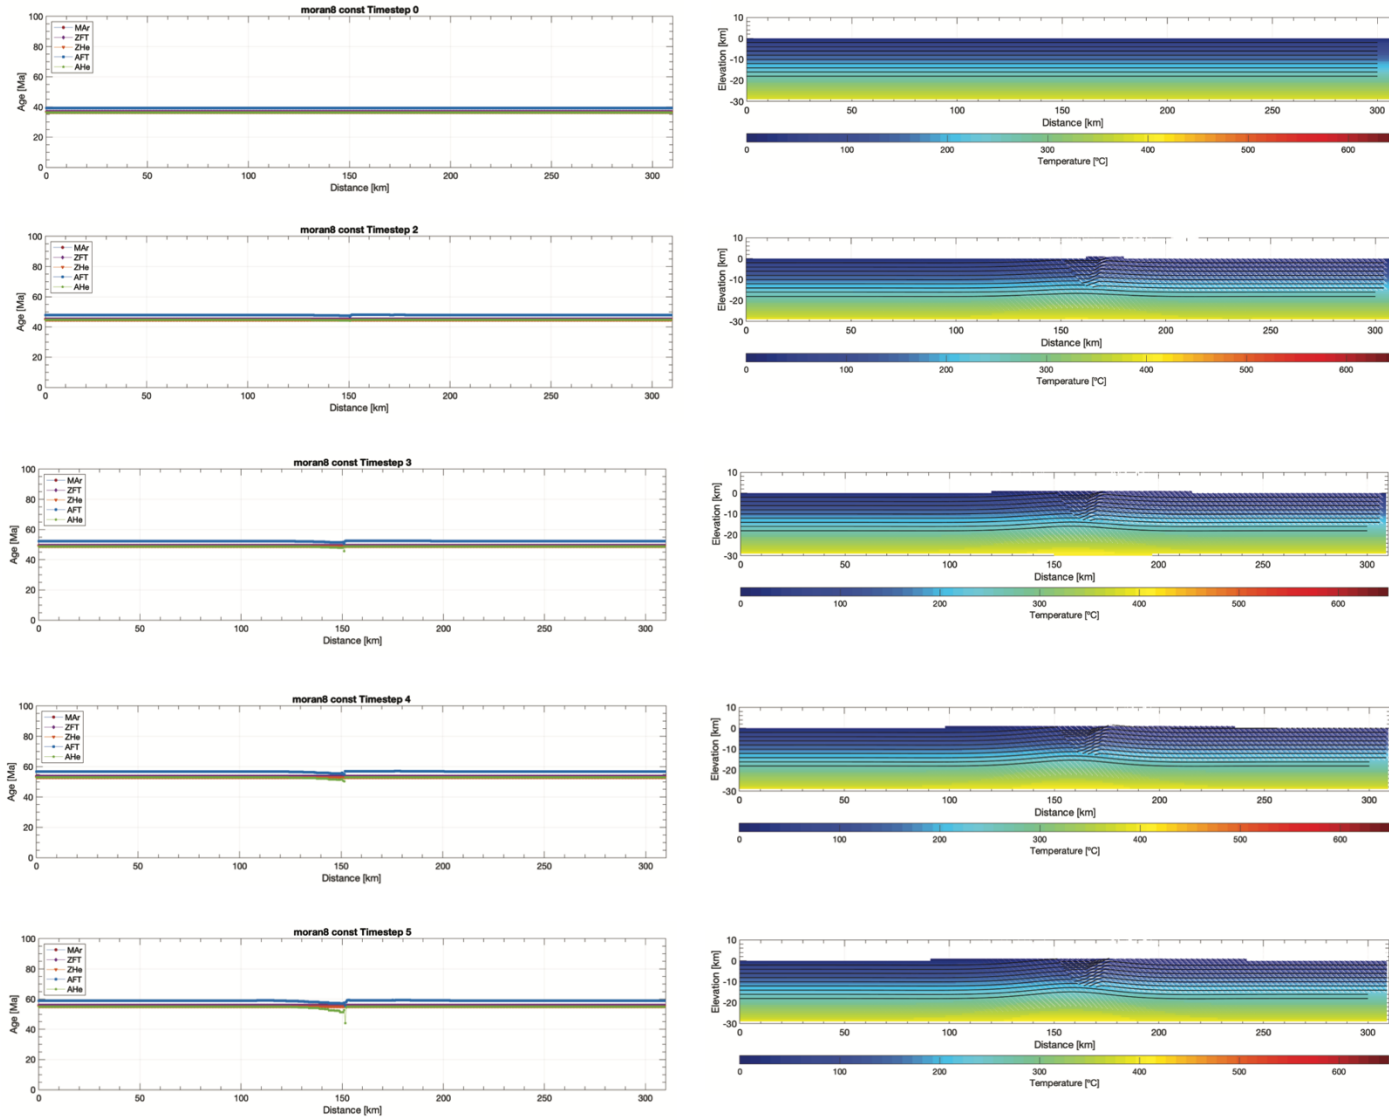 moran8 const Timestep 0
100
80
60
40
20
0
Age [Ma]
MAr
ZFT
ZHe
AFT
AHe
0 50 100 150 200 250 300
Distance [km]
10
0
-10
-20
-30
Elevation [km]
0 50 100 150 200 250 300
Distance [km]
0 100 200 300 400 500 600
Temperature [ºC]
moran8 const Timestep 2
100
80
60
40
20
0
Age [Ma]
MAr
ZFT
ZHe
AFT
AHe
0 50 100 150 200 250 300
Distance [km]
10
0
-10
-20
-30
Elevation [km]
0 50 100 150 200 250 300
Distance [km]
0 100 200 300 400 500 600
Temperature [ºC]
moran8 const Timestep 3
100
80
60
40
20
0
Age [Ma]
MAr
ZFT
ZHe
AFT
AHe
0 50 100 150 200 250 300
Distance [km]
10
0
-10
-20
-30
Elevation [km]
0 50 100 150 200 250 300
Distance [km]
0 100 200 300 400 500 600
Temperature [ºC]
moran8 const Timestep 4
100
80
60
40
20
0
Age [Ma]
MAr
ZFT
ZHe
AFT
AHe
0 50 100 150 200 250 300
Distance [km]
10
0
-10
-20
-30
Elevation [km]
0 50 100 150 200 250 300
Distance [km]
0 100 200 300 400 500 600
Temperature [ºC]
moran8 const Timestep 5
100
80
60
40
20
0
Age [Ma]
MAr
ZFT
ZHe
AFT
AHe
0 50 100 150 200 250 300
Distance [km]
10
0
-10
-20
-30
Elevation [km]
0 50 100 150 200 250 300
Distance [km]
0 100 200 300 400 500 600
Temperature [ºC]